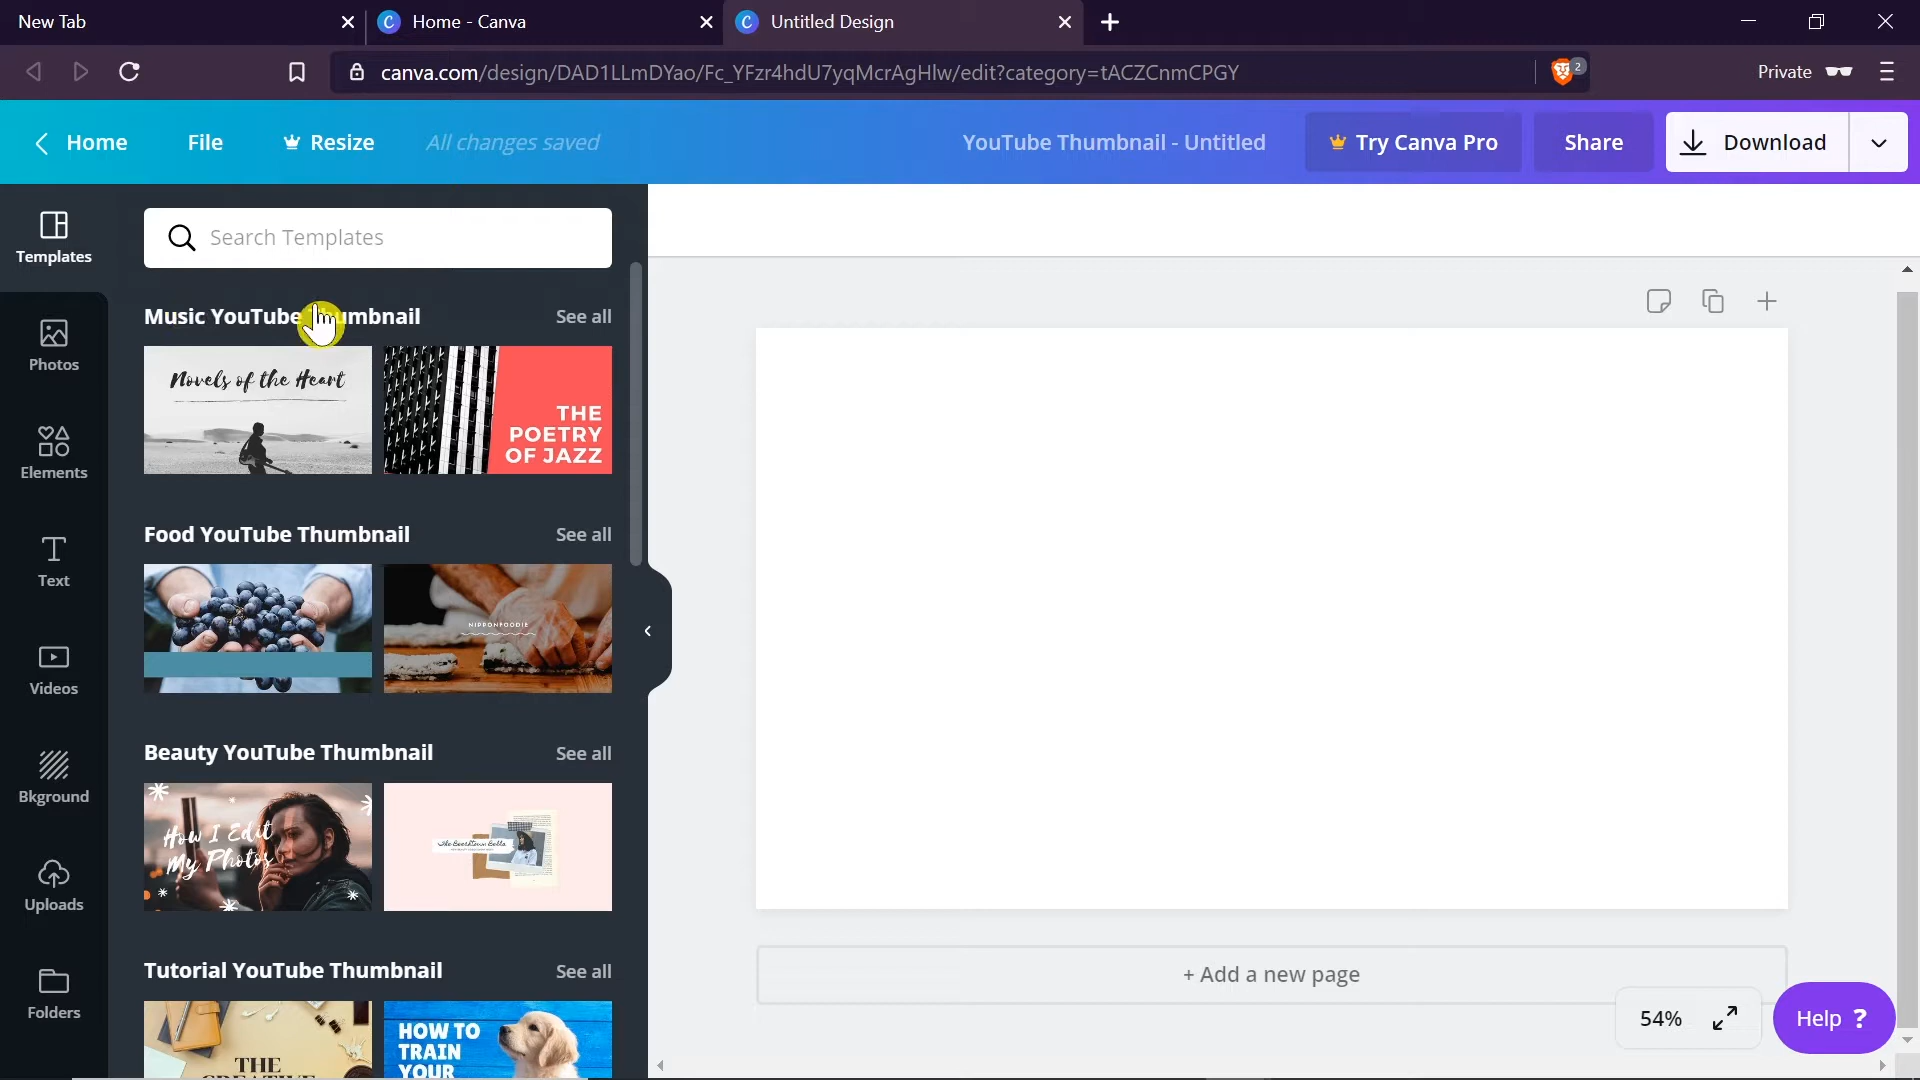 New Tab
Home - Canva
Untitled Design
canva.com/design/DAD1LLmDYao/Fc_YFzr4hdU7yqMcrAgHlw/edit?category=tACZCnmCPGY
2
Private
Home
File
Resize
All changes saved
YouTube Thumbnail - Untitled
Try Canva Pro
Share
Download
Templates
Photos
Elements
Text
Videos
Bkground
Uploads
Folders
Search Templates
Music YouTube Thumbnail
See all
Novels of the Heart
THE
POETRY
OF JAZZ
Food YouTube Thumbnail
See all
NIPPONFOODIE
Beauty YouTube Thumbnail
See all
How I Edit
My Photos
Tutorial YouTube Thumbnail
See all
THE
HOW TO
TRAIN
YOUR
+ Add a new page
54%
Help ?